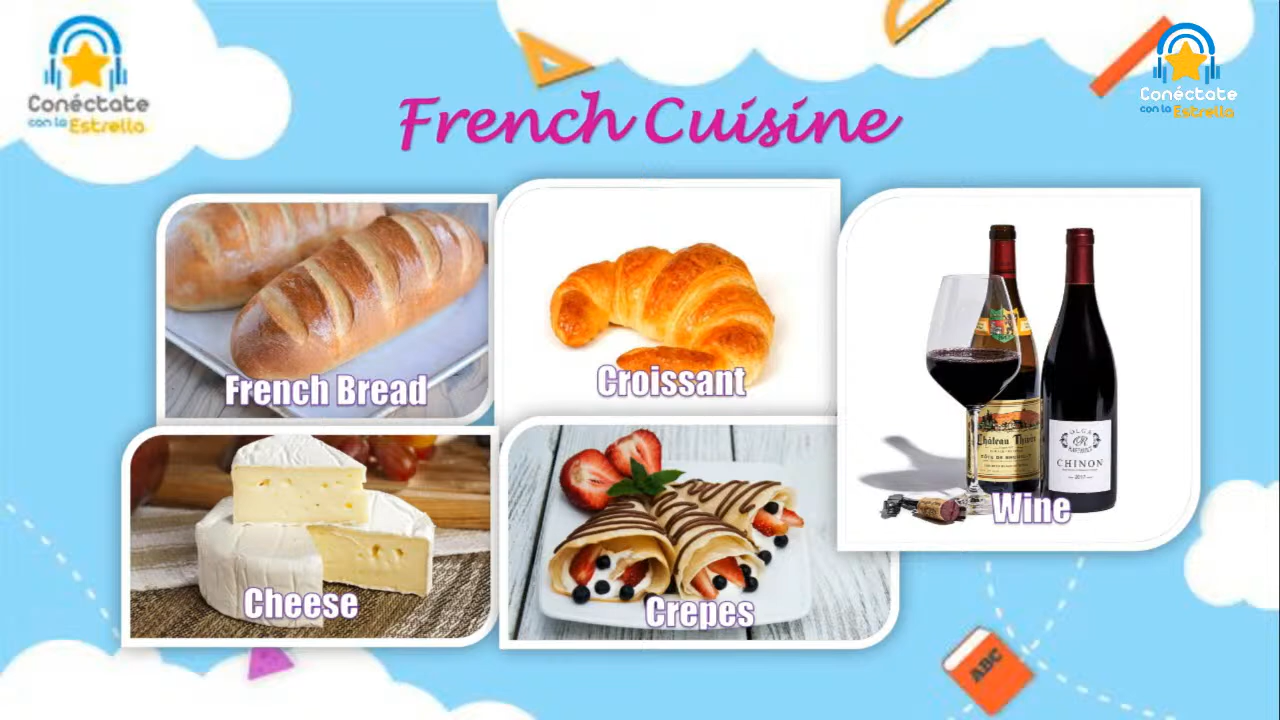 Conéctate
con la Estrella
Conéctate
con la Estrella
French Cuisine
French Bread
Croissant
Château Thivin
CHINON
Wine
Cheese
Crepes
ABC